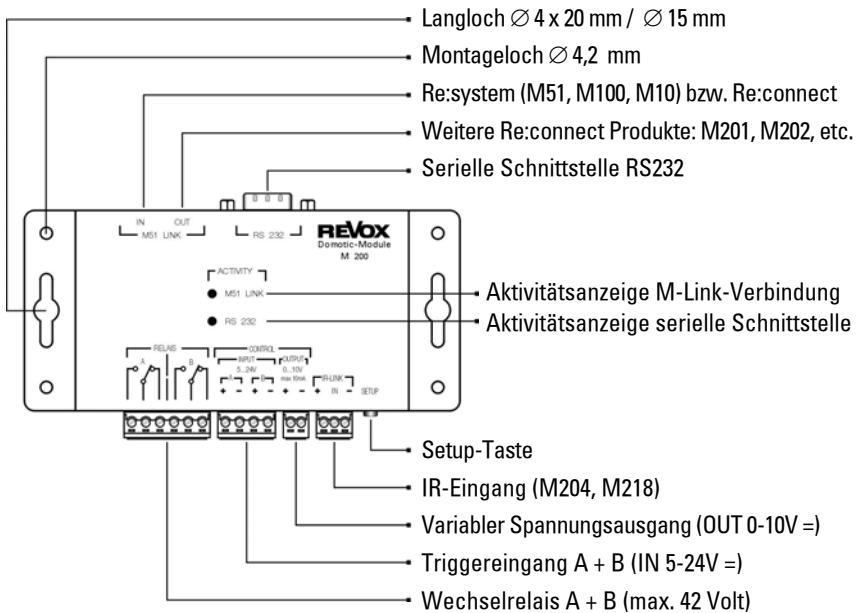 Langloch ∅ 4 x 20 mm / ∅ 15 mm
Montageloch ∅ 4,2 mm
Re:system (M51, M100, M10) bzw. Re:connect
Weitere Re:connect Produkte: M201, M202, etc.
Serielle Schnittstelle RS232
IN OUT
M51 LINK
RS 232
REVOX
Domotic-Module
M 200
ACTIVITY
M51 LINK
RS 232
Aktivitätsanzeige M-Link-Verbindung
Aktivitätsanzeige serielle Schnittstelle
RELAIS
A B
CONTROL
INPUT
5...24V
A B
+ - + -
OUTPUT
0...10V
max 10mA
+ -
IR-LINK
+ IN -
SETUP
Setup-Taste
IR-Eingang (M204, M218)
Variabler Spannungsausgang (OUT 0-10V =)
Triggereingang A + B (IN 5-24V =)
Wechselrelais A + B (max. 42 Volt)